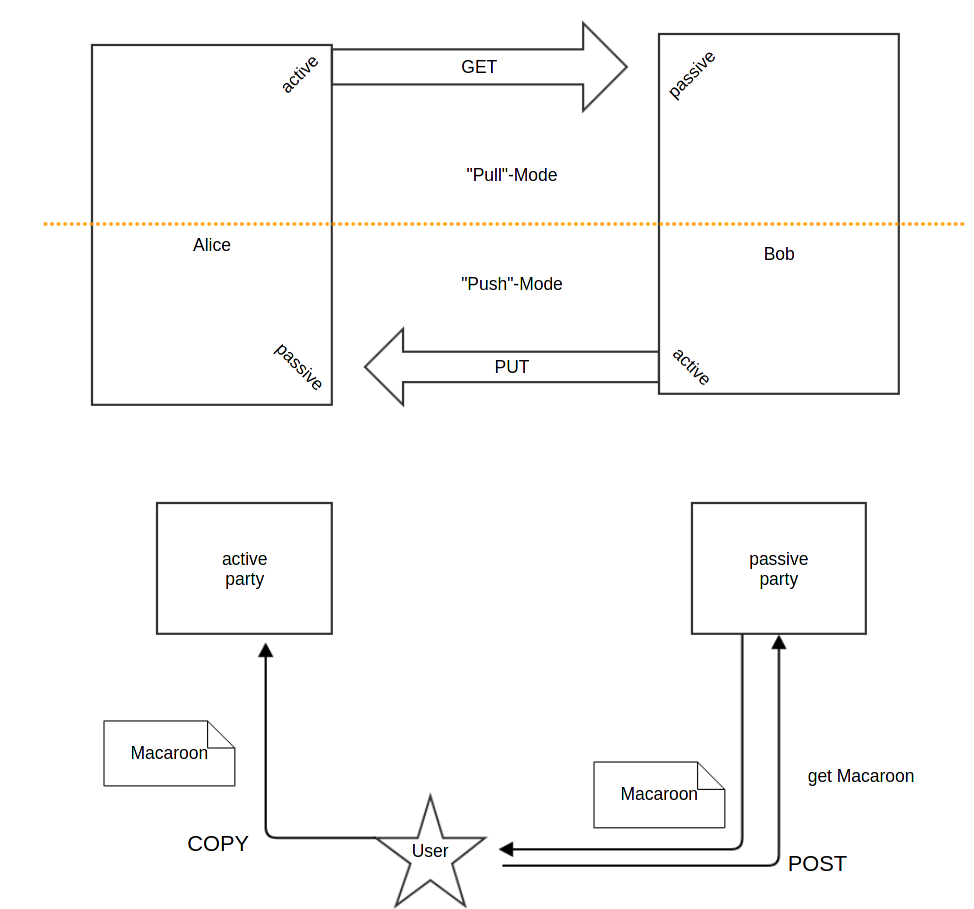 active
GET
passive
"Pull"-Mode
Alice
Bob
"Push"-Mode
passive
PUT
active
active
party
passive
party
Macaroon
Macaroon
get Macaroon
COPY
User
POST